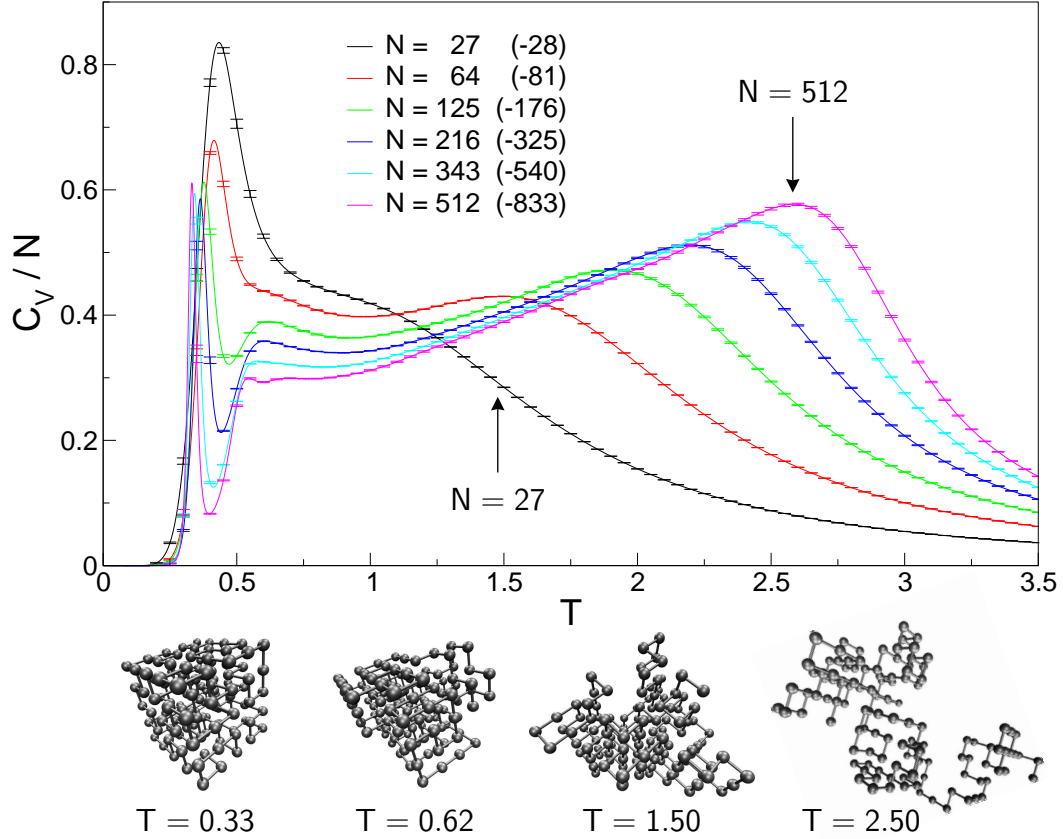 0.8
0.6
0.4
0.2
0
C_V / N
N = 27 (-28)
N = 64 (-81)
N = 125 (-176)
N = 216 (-325)
N = 343 (-540)
N = 512 (-833)
N = 512
N = 27
0 0.5 1 1.5 2 2.5 3 3.5
T
T = 0.33 T = 0.62 T = 1.50 T = 2.50